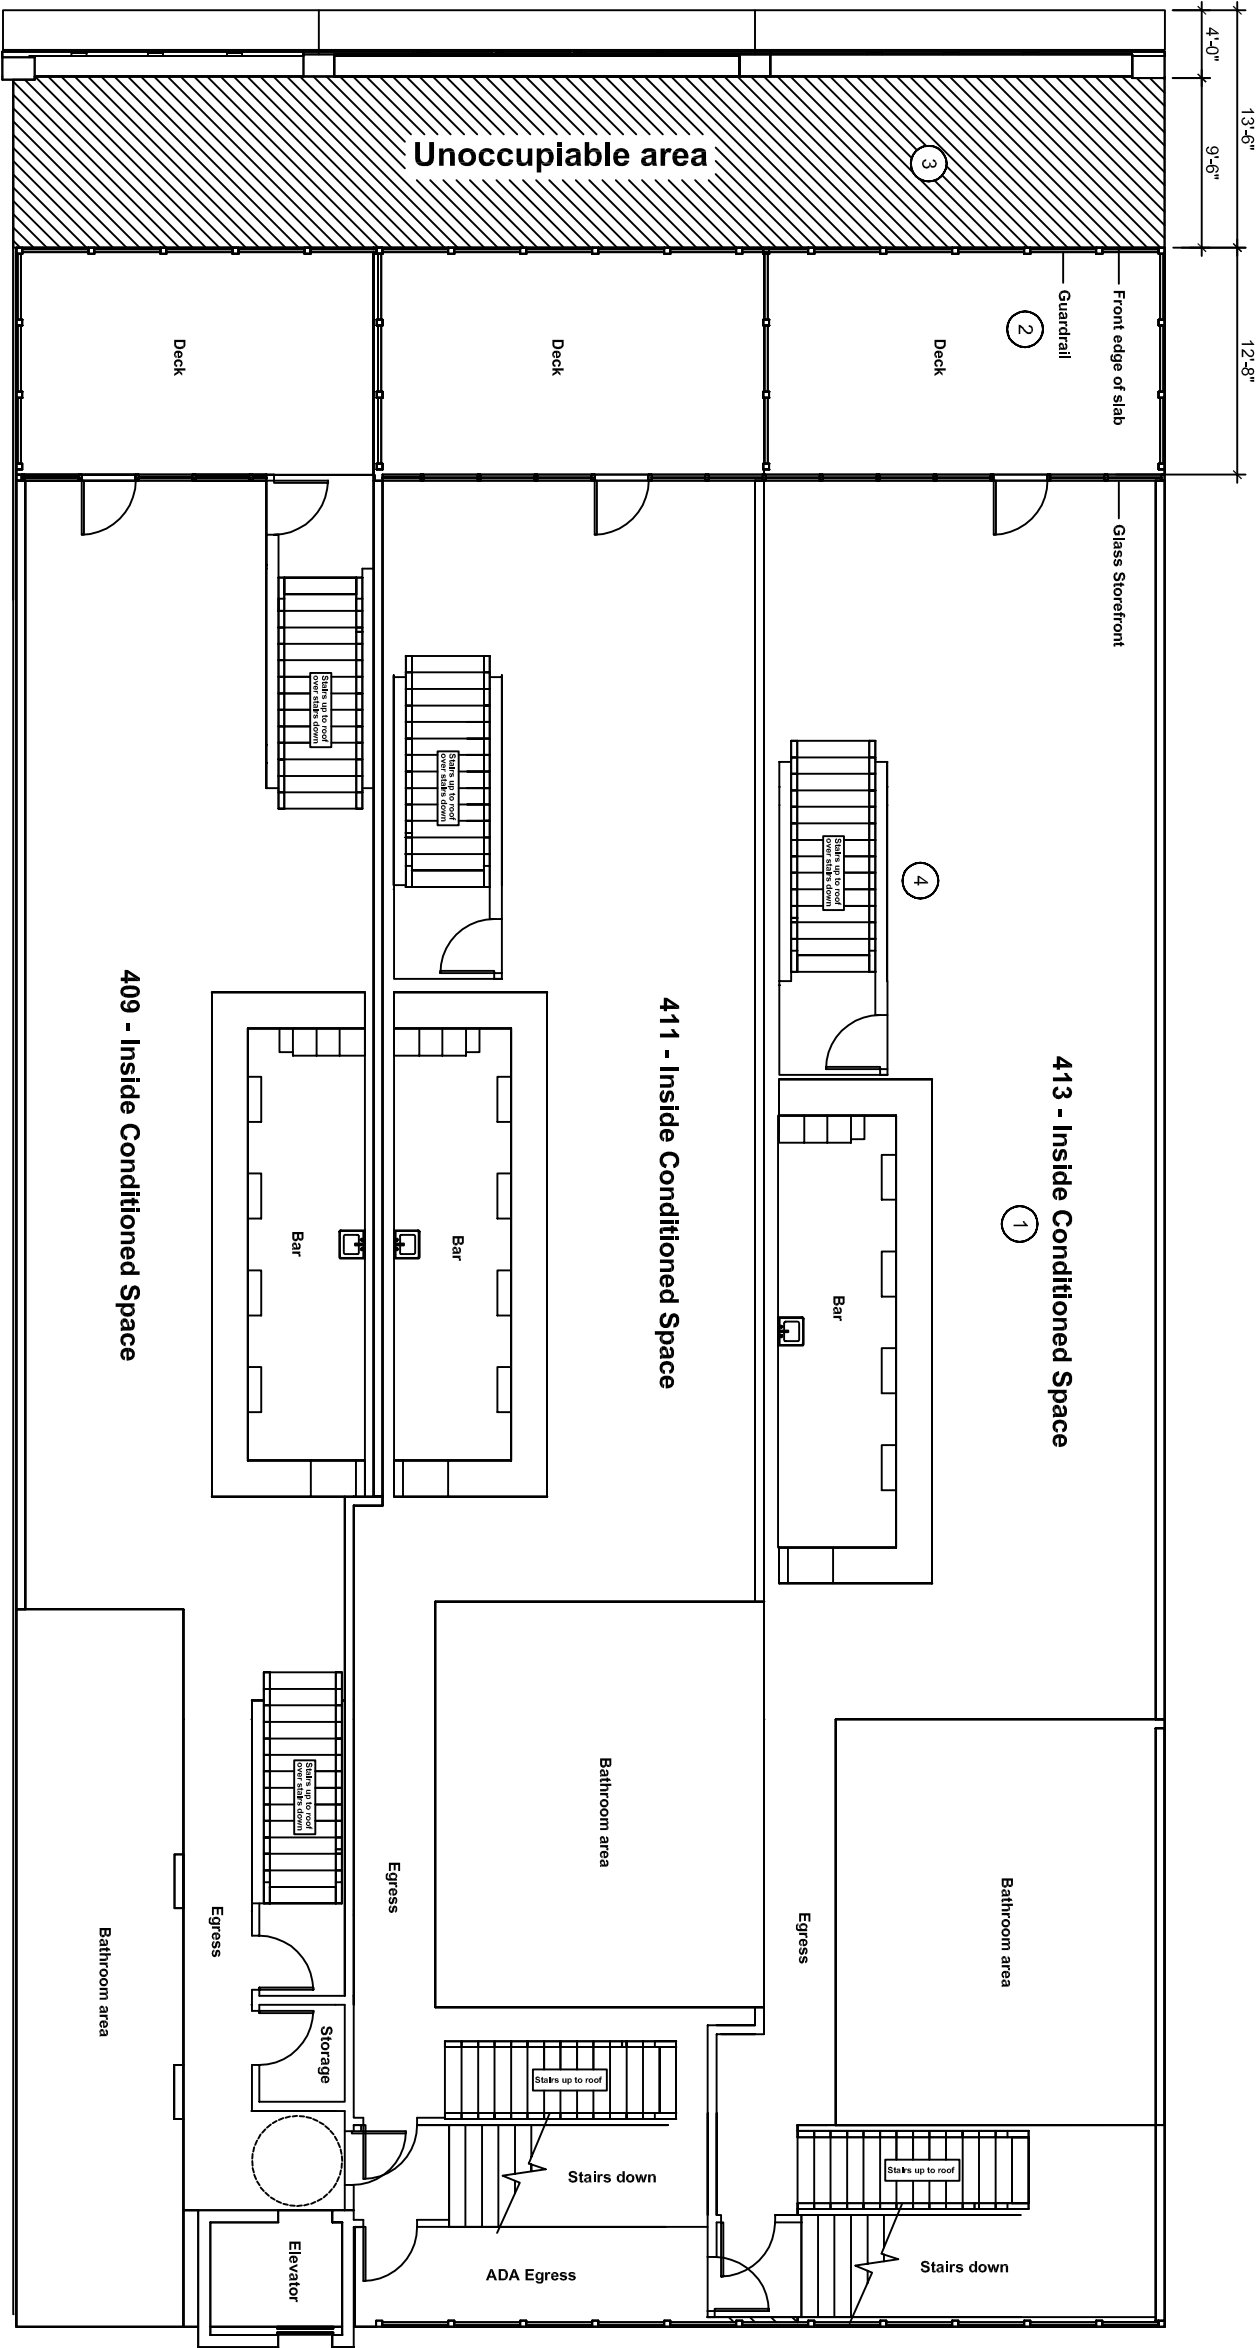 4'-0"
13'-6"
9'-6"
Unoccupiable area
3
Front edge of slab
Guardrail
2
12'-8"
Deck
Deck
Deck
Glass Storefront
Stairs up to roof
over stairs down
Stairs up to roof
over stairs down
Stairs up to roof
over stairs down
4
409 - Inside Conditioned Space
411 - Inside Conditioned Space
413 - Inside Conditioned Space
1
Bar
Bar
Bar
Stairs up to roof
over stairs down
Bathroom area
Egress
Egress
Bathroom area
Egress
Bathroom area
Storage
Stairs up to roof
Stairs down
Stairs up to roof
Stairs down
Elevator
ADA Egress